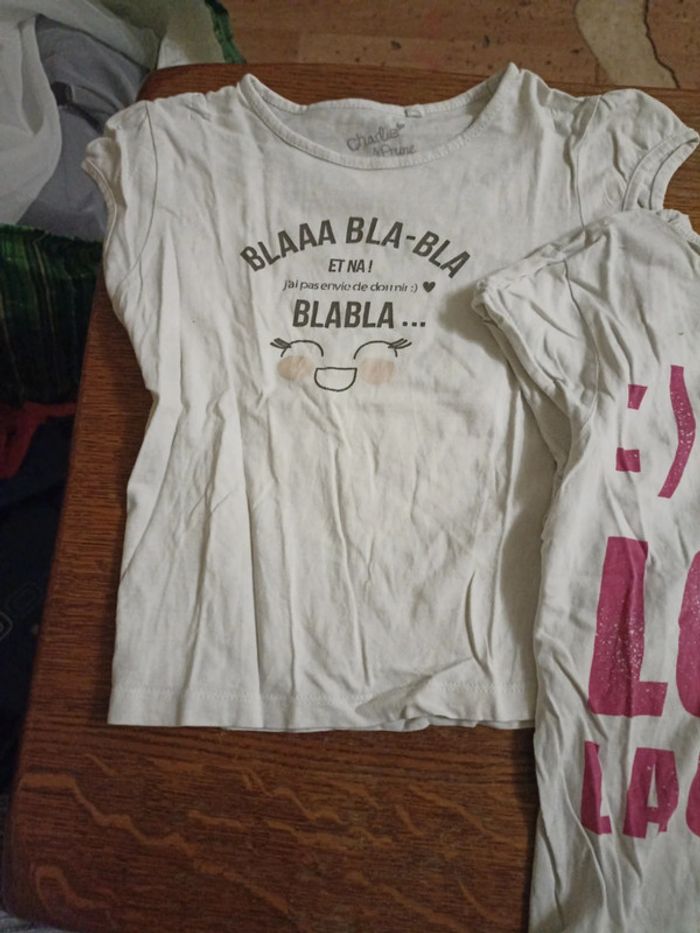 Charlie
& Prune
BLAAA BLA-BLA
ET NA !
j'ai pas envie de dormir :) ♥
BLABLA ...
:)